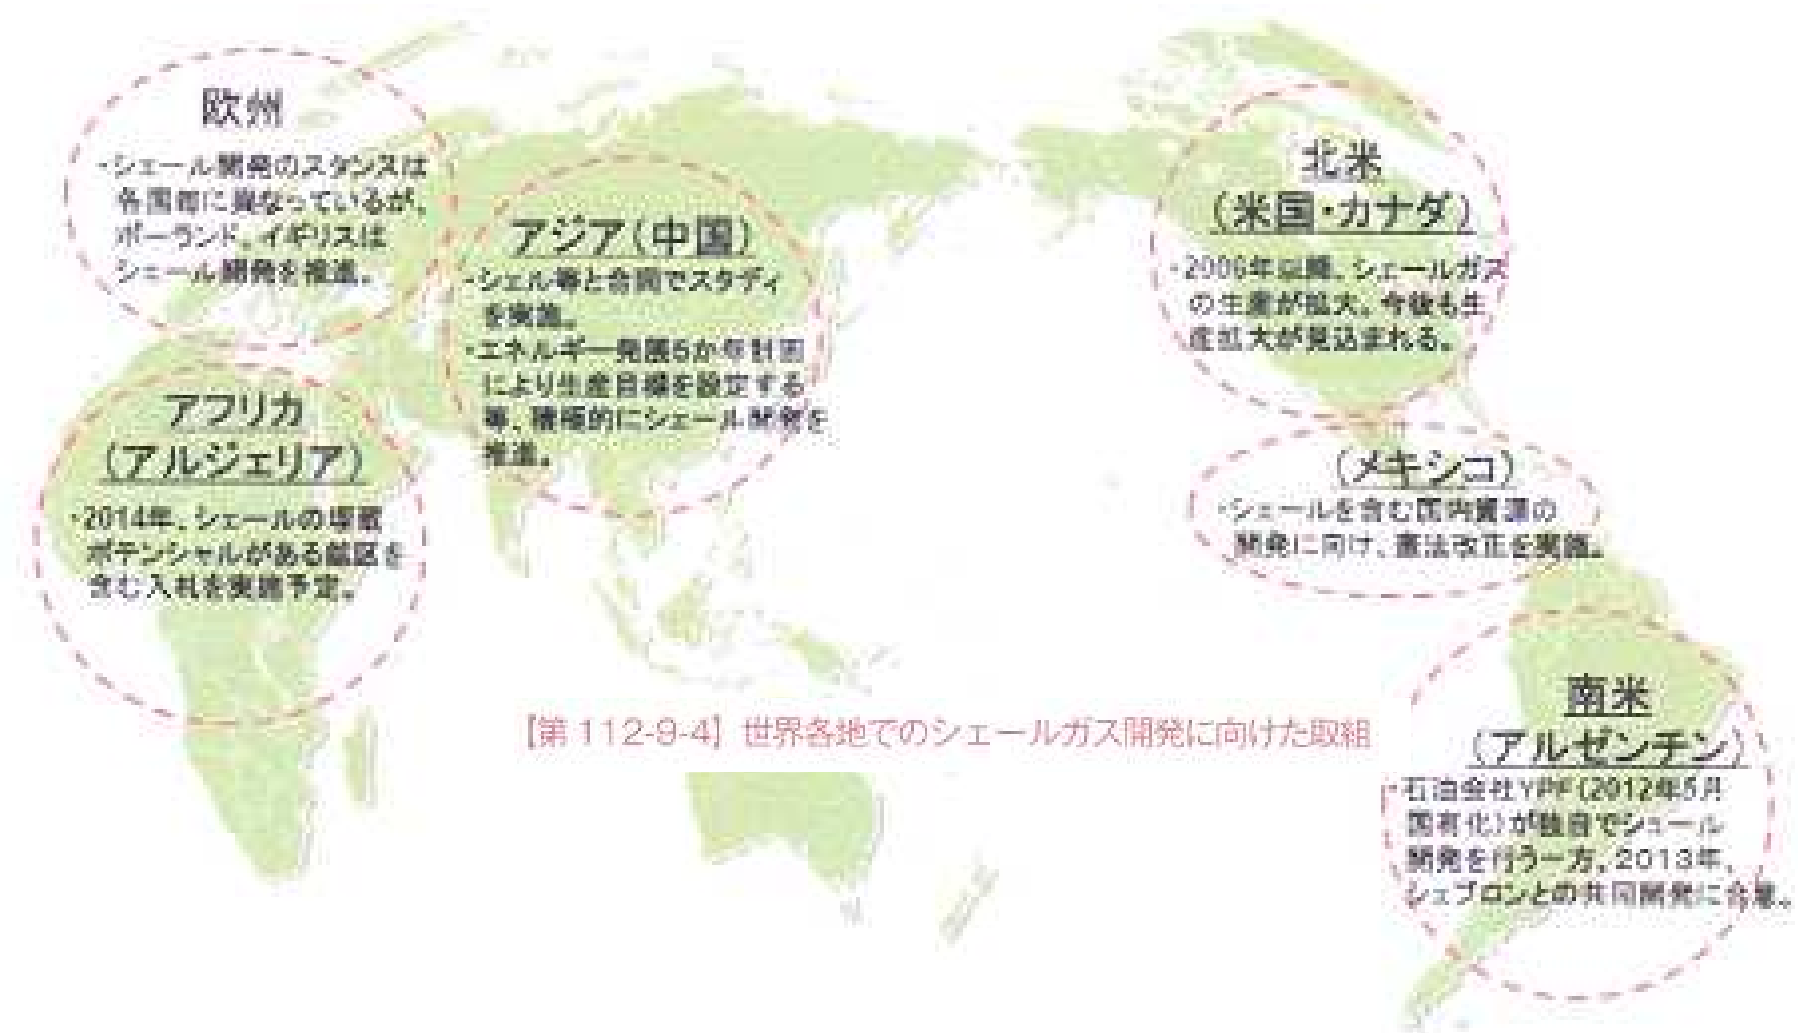 欧州
・シェール開発のスタンスは
各国毎に異なっているが、
ポーランド、イギリスは
シェール開発を推進。
アジア（中国）
・シェル等と合同でスタディ
を実施。
・エネルギー発展5か年計画
により生産目標を設定する
等、積極的にシェール開発を
推進。
北米
（米国・カナダ）
・2006年以降、シェールガス
の生産が拡大。今後も生
産拡大が見込まれる。
アフリカ
（アルジェリア）
・2014年、シェールの埋蔵
ポテンシャルがある鉱区を
含む入札を実施予定。
（メキシコ）
・シェールを含む国内資源の
開発に向け、憲法改正を実施。
南米
（アルゼンチン）
・石油会社YPF（2012年5月
国有化）が独自でシェール
開発を行う一方、2013年、
シェブロンとの共同開発に合意。
【第112-9-4】世界各地でのシェールガス開発に向けた取組